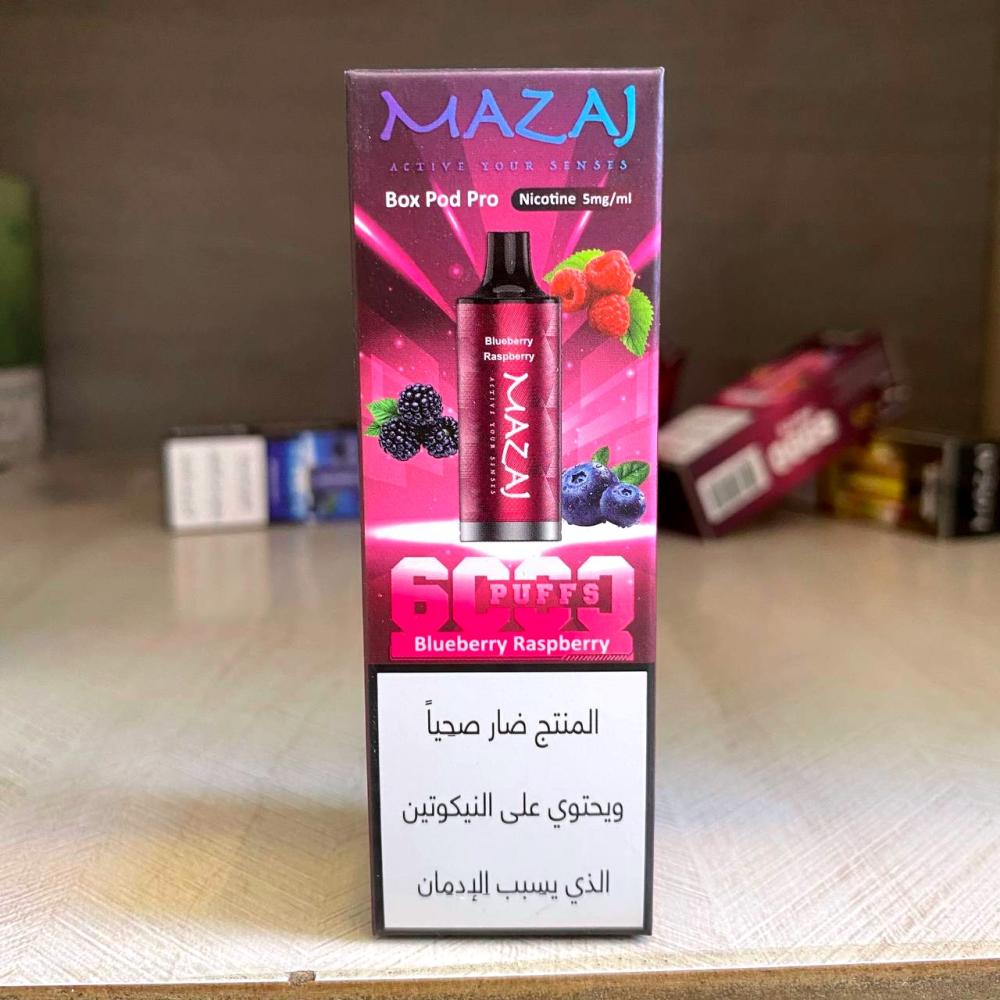 MAZAJ
ACTIVE YOUR SENSES
Box Pod Pro Nicotine 5mg/ml
Blueberry
Raspberry
MAZAJ
ACTIVE YOUR SENSES
6000
PUFFS
Blueberry Raspberry
المنتج ضار صحياً
ويحتوي على النيكوتين
الذي يسبب الإدمان